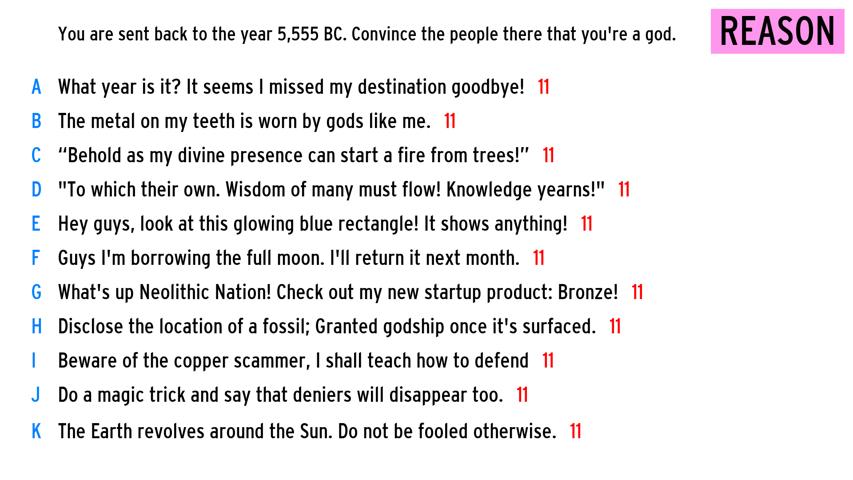 You are sent back to the year 5,555 BC. Convince the people there that you're a god.
REASON
A What year is it? It seems I missed my destination goodbye! 11
B The metal on my teeth is worn by gods like me. 11
C “Behold as my divine presence can start a fire from trees!” 11
D "To which their own. Wisdom of many must flow! Knowledge yearns!" 11
E Hey guys, look at this glowing blue rectangle! It shows anything! 11
F Guys I'm borrowing the full moon. I'll return it next month. 11
G What's up Neolithic Nation! Check out my new startup product: Bronze! 11
H Disclose the location of a fossil; Granted godship once it's surfaced. 11
I Beware of the copper scammer, I shall teach how to defend 11
J Do a magic trick and say that deniers will disappear too. 11
K The Earth revolves around the Sun. Do not be fooled otherwise. 11